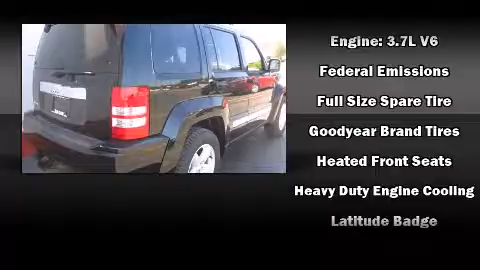 Engine: 3.7L V6
Federal Emissions
Full Size Spare Tire
Goodyear Brand Tires
Heated Front Seats
Heavy Duty Engine Cooling
Latitude Badge